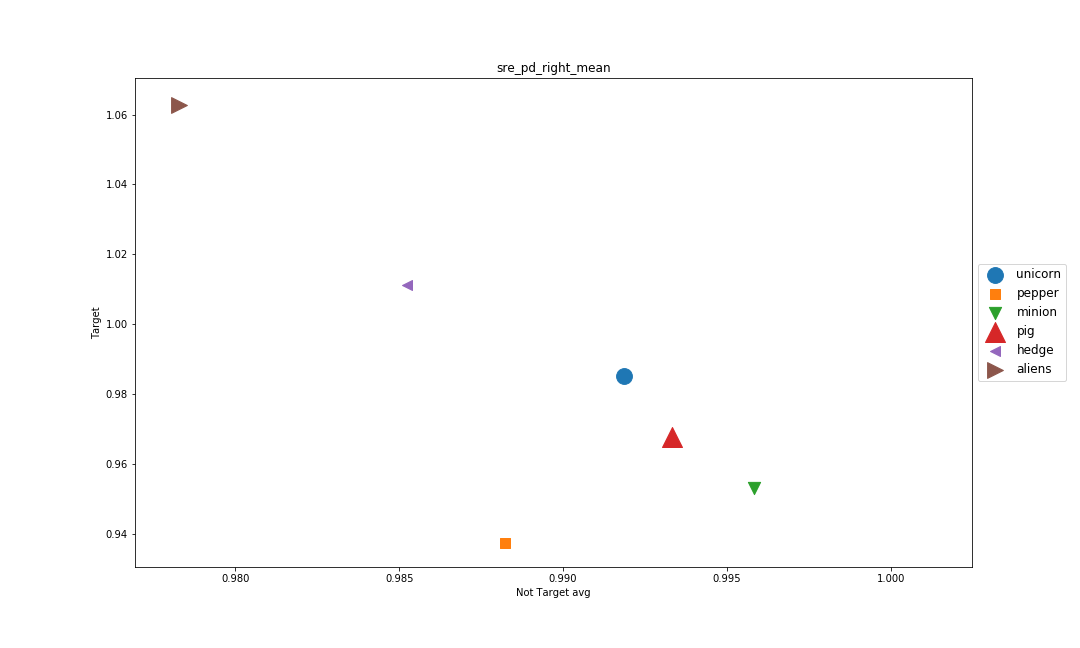 sre_pd_right_mean
1.06
1.04
1.02
1.00
0.98
0.96
0.94
Target
0.980 0.985 0.990 0.995 1.000
Not Target avg
unicorn
pepper
minion
pig
hedge
aliens